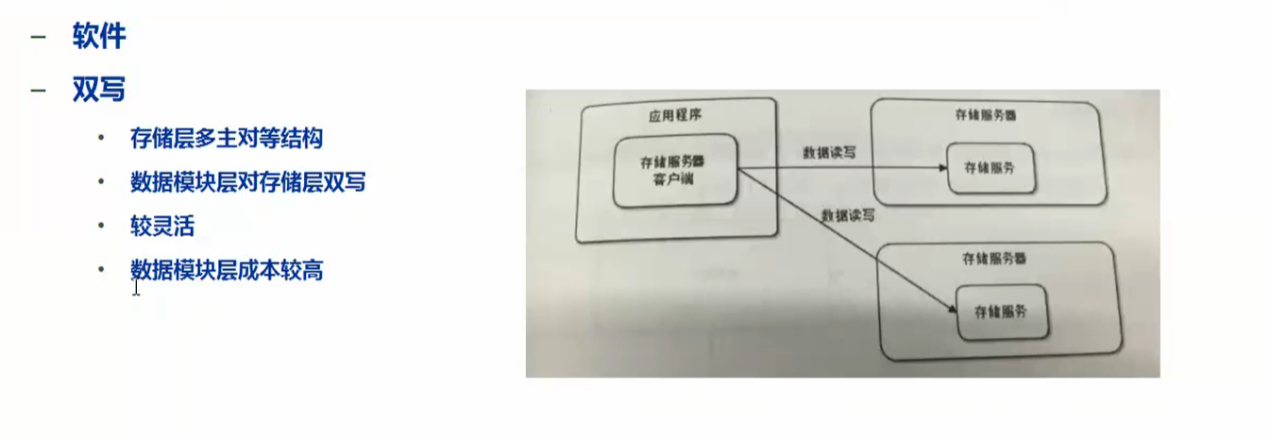 软件
双写
存储层多主对等结构
数据模块层对存储层双写
较灵活
数据模块层成本较高
应用程序
存储服务器
客户端
数据读写
数据读写
存储服务器
存储服务
存储服务器
存储服务